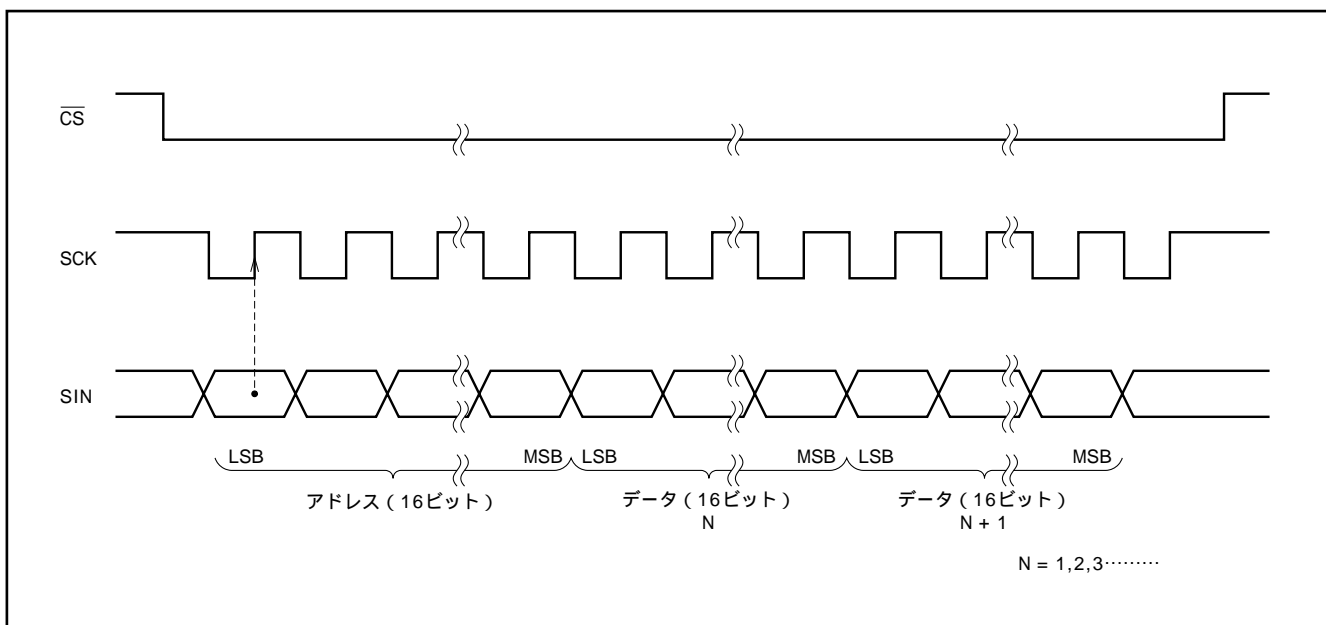 CS
SCK
SIN
LSB MSB LSB MSB LSB MSB
アドレス(16ビット) データ(16ビット) データ(16ビット)
N N + 1
N = 1,2,3·········